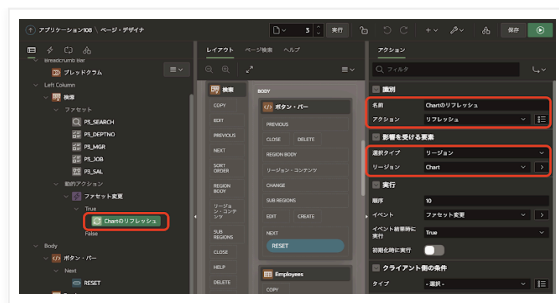 アプリケーション108 \ ページ・デザイナ
5
実行
保存
Breadcrumb Bar
ブレッドクラム
Left Column
検索
ファセット
P5_SEARCH
P5_DEPTNO
P5_MGR
P5_JOB
P5_SAL
動的アクション
ファセット変更
True
Chartのリフレッシュ
False
Body
ボタン・バー
Next
RESET
レイアウト
ページ検索
ヘルプ
検索
COPY
EDIT
PREVIOUS
NEXT
SORT ORDER
REGION BODY
リージョン・コンテンツ
SUB REGIONS
CLOSE
HELP
DELETE
BODY
ボタン・バー
PREVIOUS
CLOSE
DELETE
REGION BODY
リージョン・コンテンツ
CHANGE
SUB REGIONS
EDIT
CREATE
NEXT
RESET
Employees
COPY
アクション
フィルタ
識別
名前
Chartのリフレッシュ
アクション
リフレッシュ
影響を受ける要素
選択タイプ
リージョン
リージョン
Chart
実行
順序
10
イベント
ファセット変更
イベント結果時に実行
True
初期化時に実行
クライアント側の条件
タイプ
- 選択 -